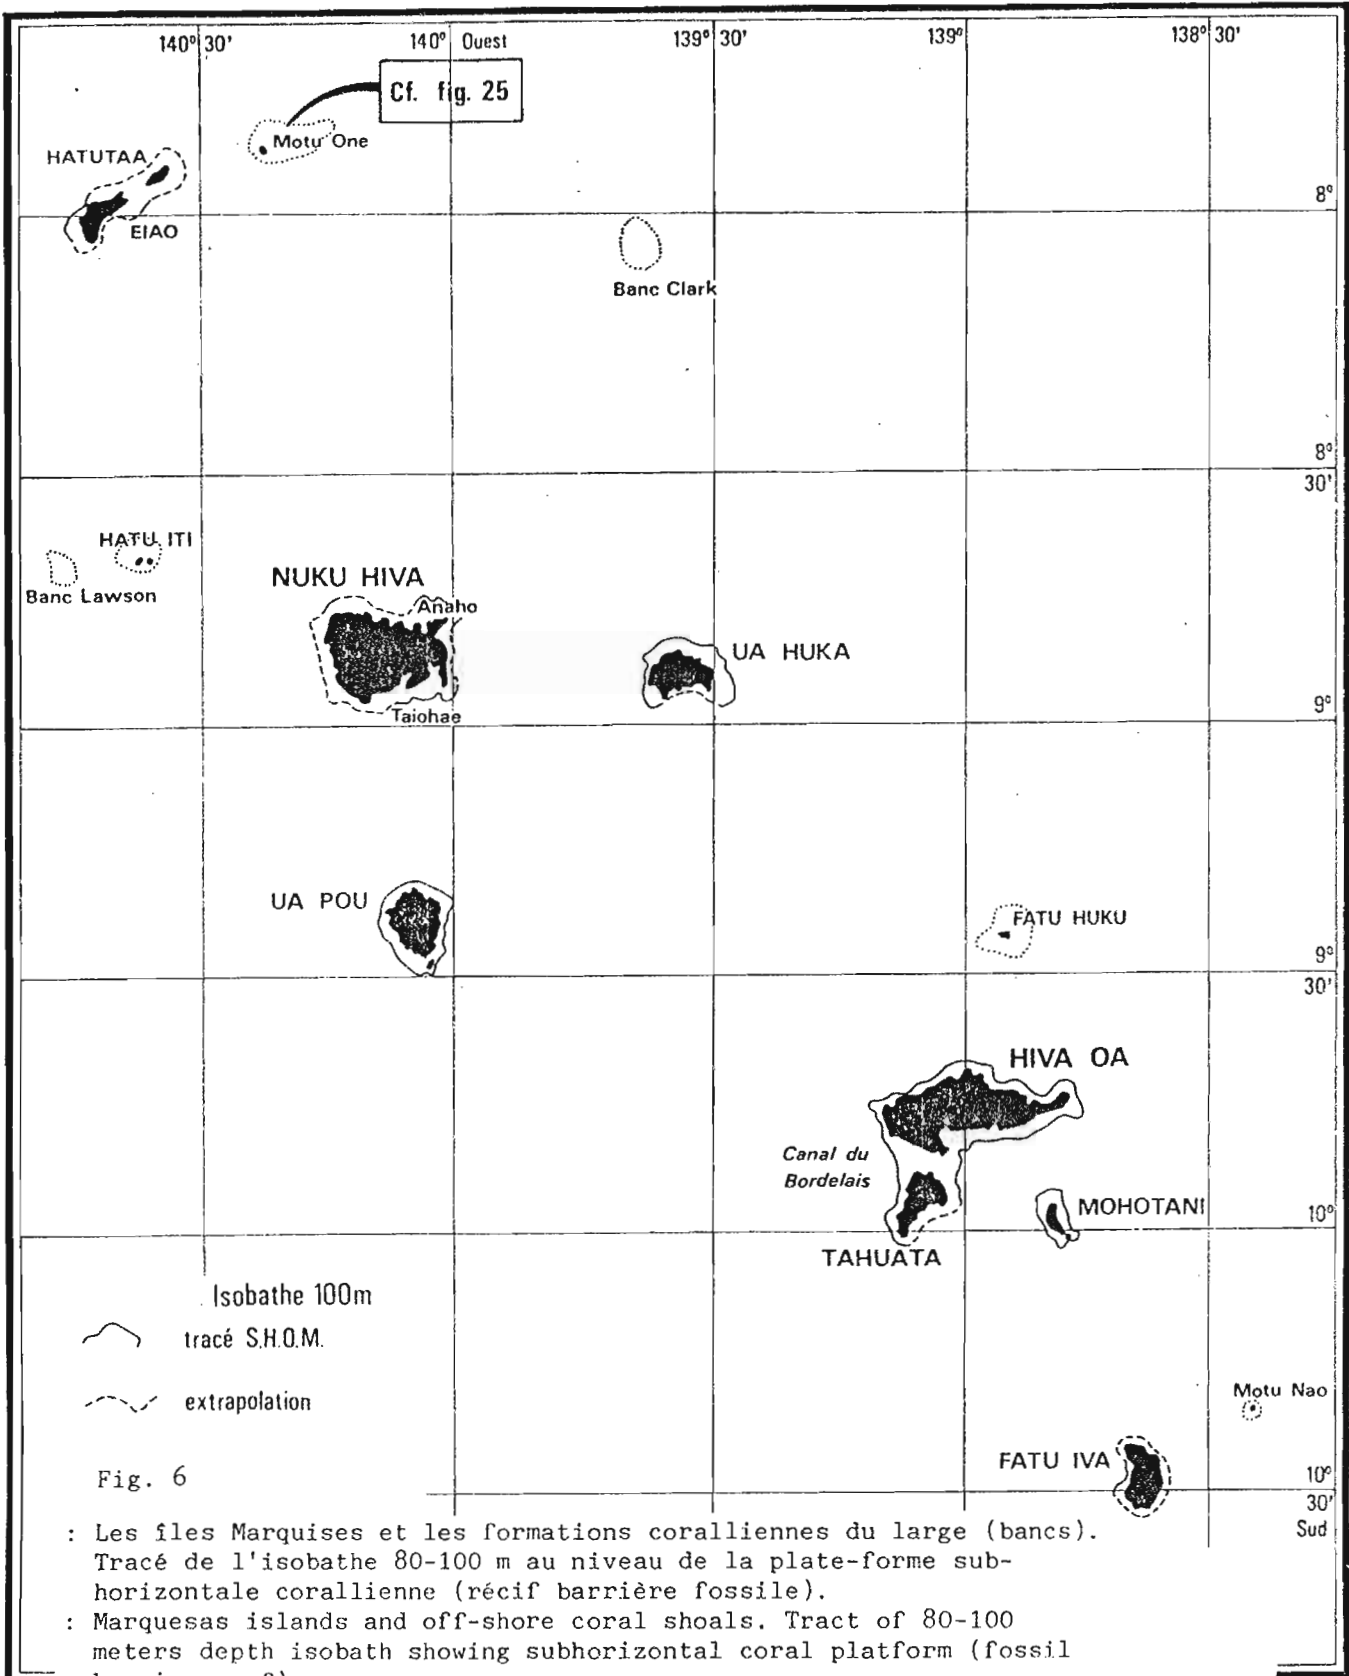 140° 30' 140° Ouest 139° 30' 139° 138° 30'
Cf. fig. 25
Motu One
HATUTAA
8°
EIAO
Banc Clark
8°
30'
HATU ITI
Banc Lawson
NUKU HIVA
Anaho
UA HUKA
9°
Taiohae
UA POU
FATU HUKU
9°
30'
HIVA OA
Canal du
Bordelais
MOHOTANI
10°
TAHUATA
Isobathe 100m
tracé S.H.O.M.
extrapolation
Motu Nao
FATU IVA
10°
30'
Sud
Fig. 6
: Les îles Marquises et les formations coralliennes du large (bancs).
Tracé de l'isobathe 80-100 m au niveau de la plate-forme sub-
horizontale corallienne (récif barrière fossile).
: Marquesas islands and off-shore coral shoals. Tract of 80-100
meters depth isobath showing subhorizontal coral platform (fossil